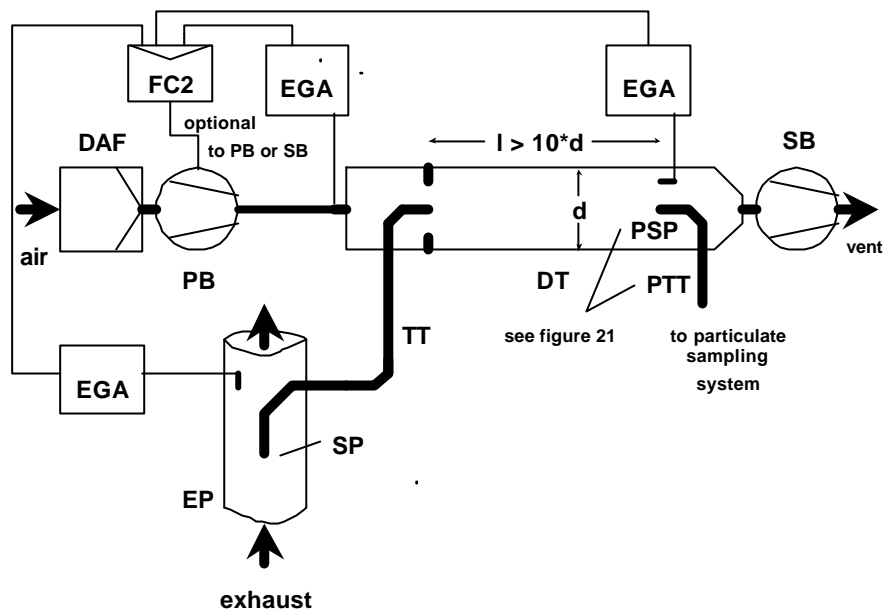 FC2
EGA
EGA
optional
to PB or SB
DAF
l > 10*d
SB
d
air
PB
PSP
DT
PTT
vent
TT
see figure 21
to particulate
sampling
system
EGA
SP
EP
exhaust